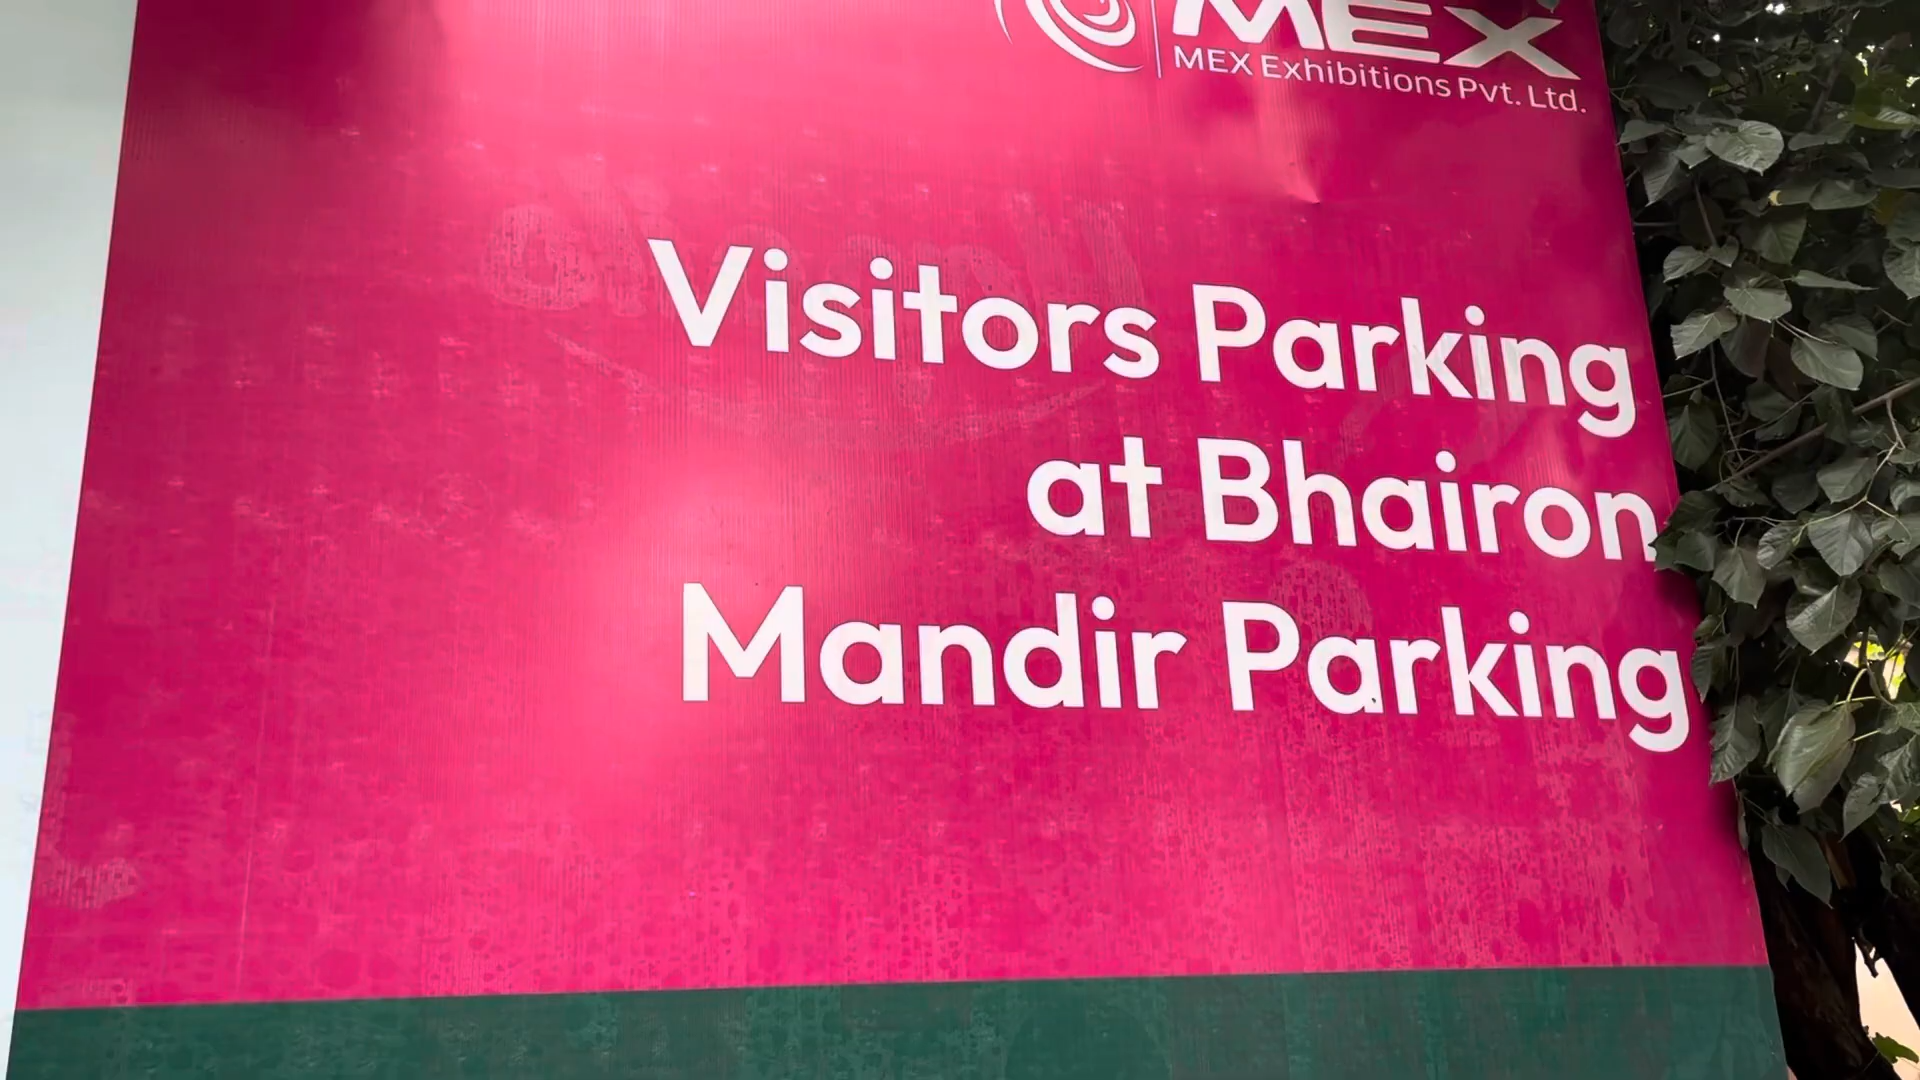 MEX
MEX Exhibitions Pvt. Ltd.
Visitors Parking
at Bhairon
Mandir Parking